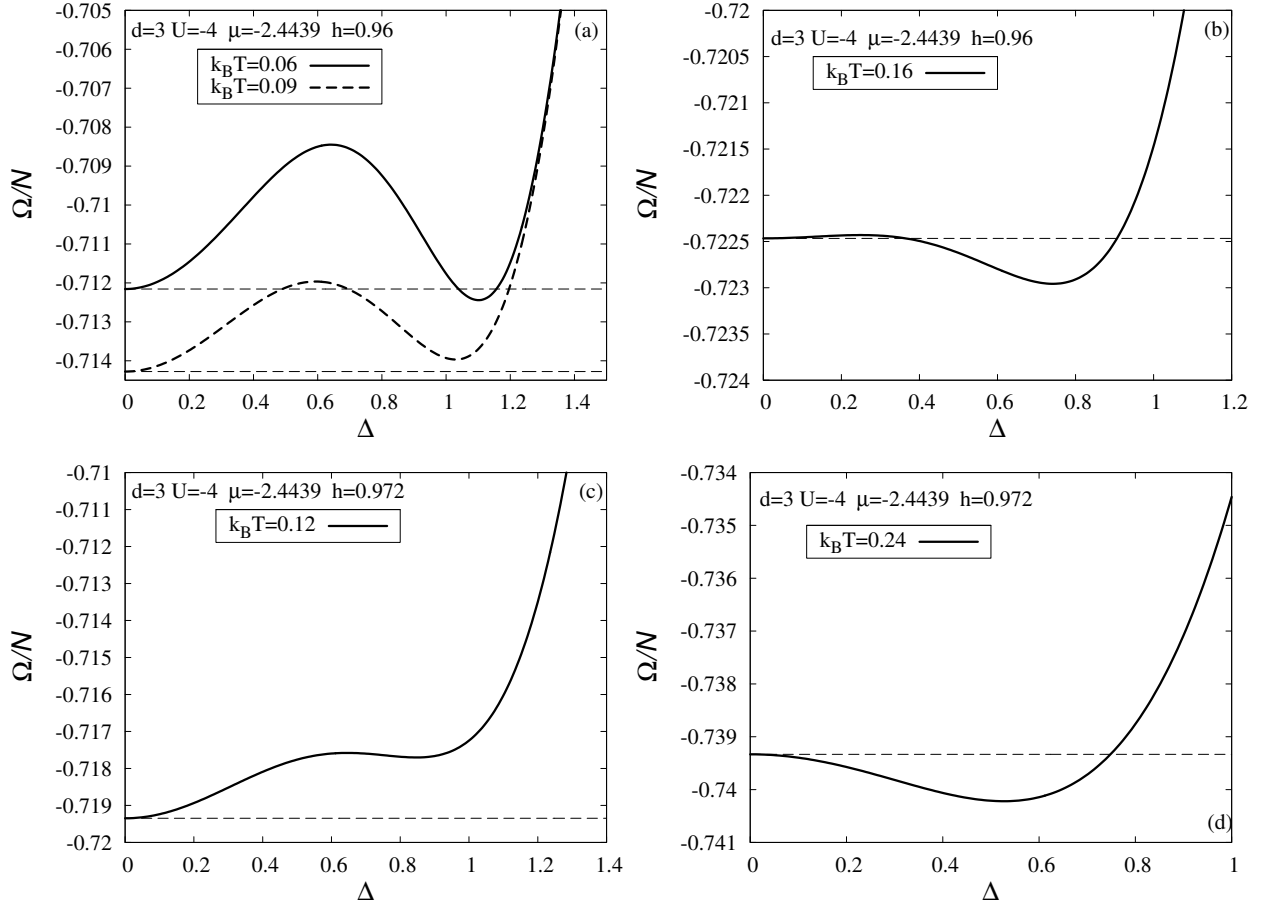 d=3 U=-4 μ=-2.4439 h=0.96
(a)
k_BT=0.06
k_BT=0.09
-0.705
-0.706
-0.707
-0.708
-0.709
-0.71
-0.711
-0.712
-0.713
-0.714
Ω/N
0 0.2 0.4 0.6 0.8 1 1.2 1.4
Δ
d=3 U=-4 μ=-2.4439 h=0.96
(b)
k_BT=0.16
-0.72
-0.7205
-0.721
-0.7215
-0.722
-0.7225
-0.723
-0.7235
-0.724
Ω/N
0 0.2 0.4 0.6 0.8 1 1.2
Δ
d=3 U=-4 μ=-2.4439 h=0.972
(c)
k_BT=0.12
-0.71
-0.711
-0.712
-0.713
-0.714
-0.715
-0.716
-0.717
-0.718
-0.719
-0.72
Ω/N
0 0.2 0.4 0.6 0.8 1 1.2 1.4
Δ
d=3 U=-4 μ=-2.4439 h=0.972
k_BT=0.24
-0.734
-0.735
-0.736
-0.737
-0.738
-0.739
-0.74
-0.741
Ω/N
(d)
0 0.2 0.4 0.6 0.8 1
Δ